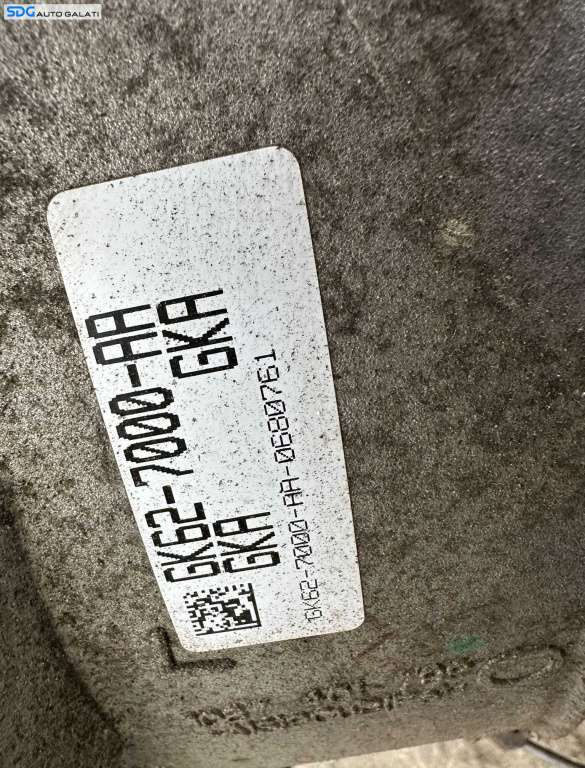 SDG AUTO GALATI
GK62-7000-AA
GKA GKA
GK62-7000-AA-0680761